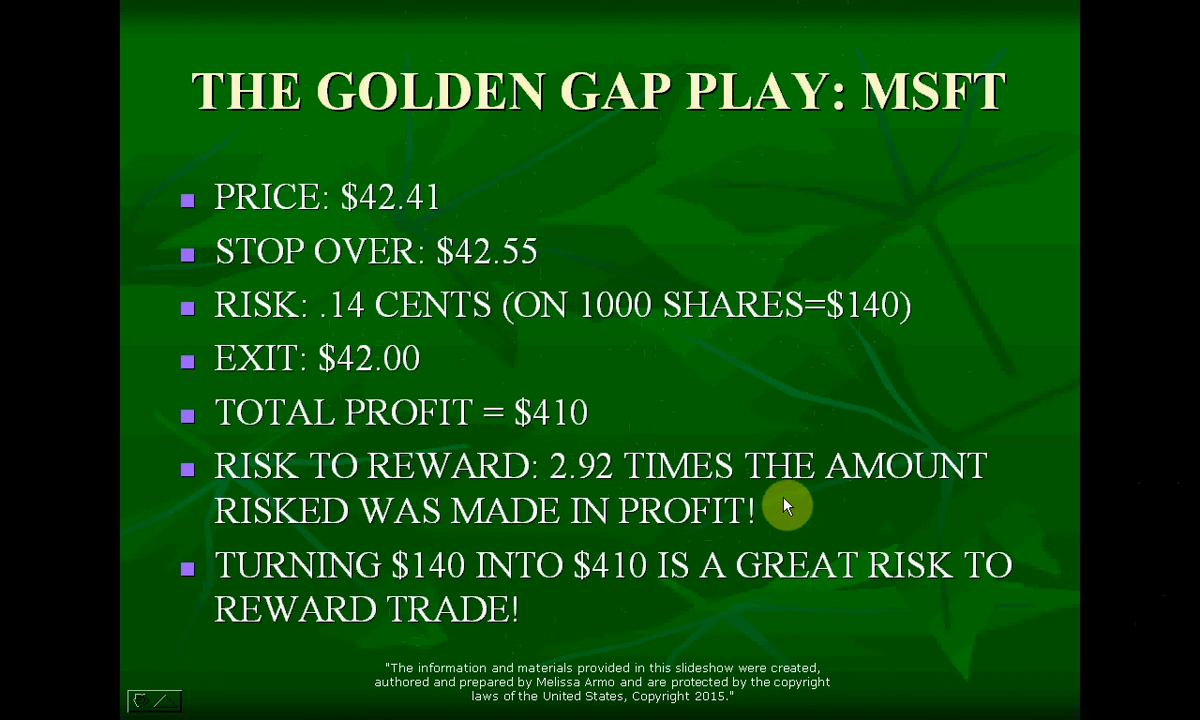 THE GOLDEN GAP PLAY: MSFT
PRICE: $42.41
STOP OVER: $42.55
RISK: .14 CENTS (ON 1000 SHARES=$140)
EXIT: $42.00
TOTAL PROFIT = $410
RISK TO REWARD: 2.92 TIMES THE AMOUNT
RISKED WAS MADE IN PROFIT!
TURNING $140 INTO $410 IS A GREAT RISK TO
REWARD TRADE!
"The information and materials provided in this slideshow were created,
authored and prepared by Melissa Armo and are protected by the copyright
laws of the United States, Copyright 2015."